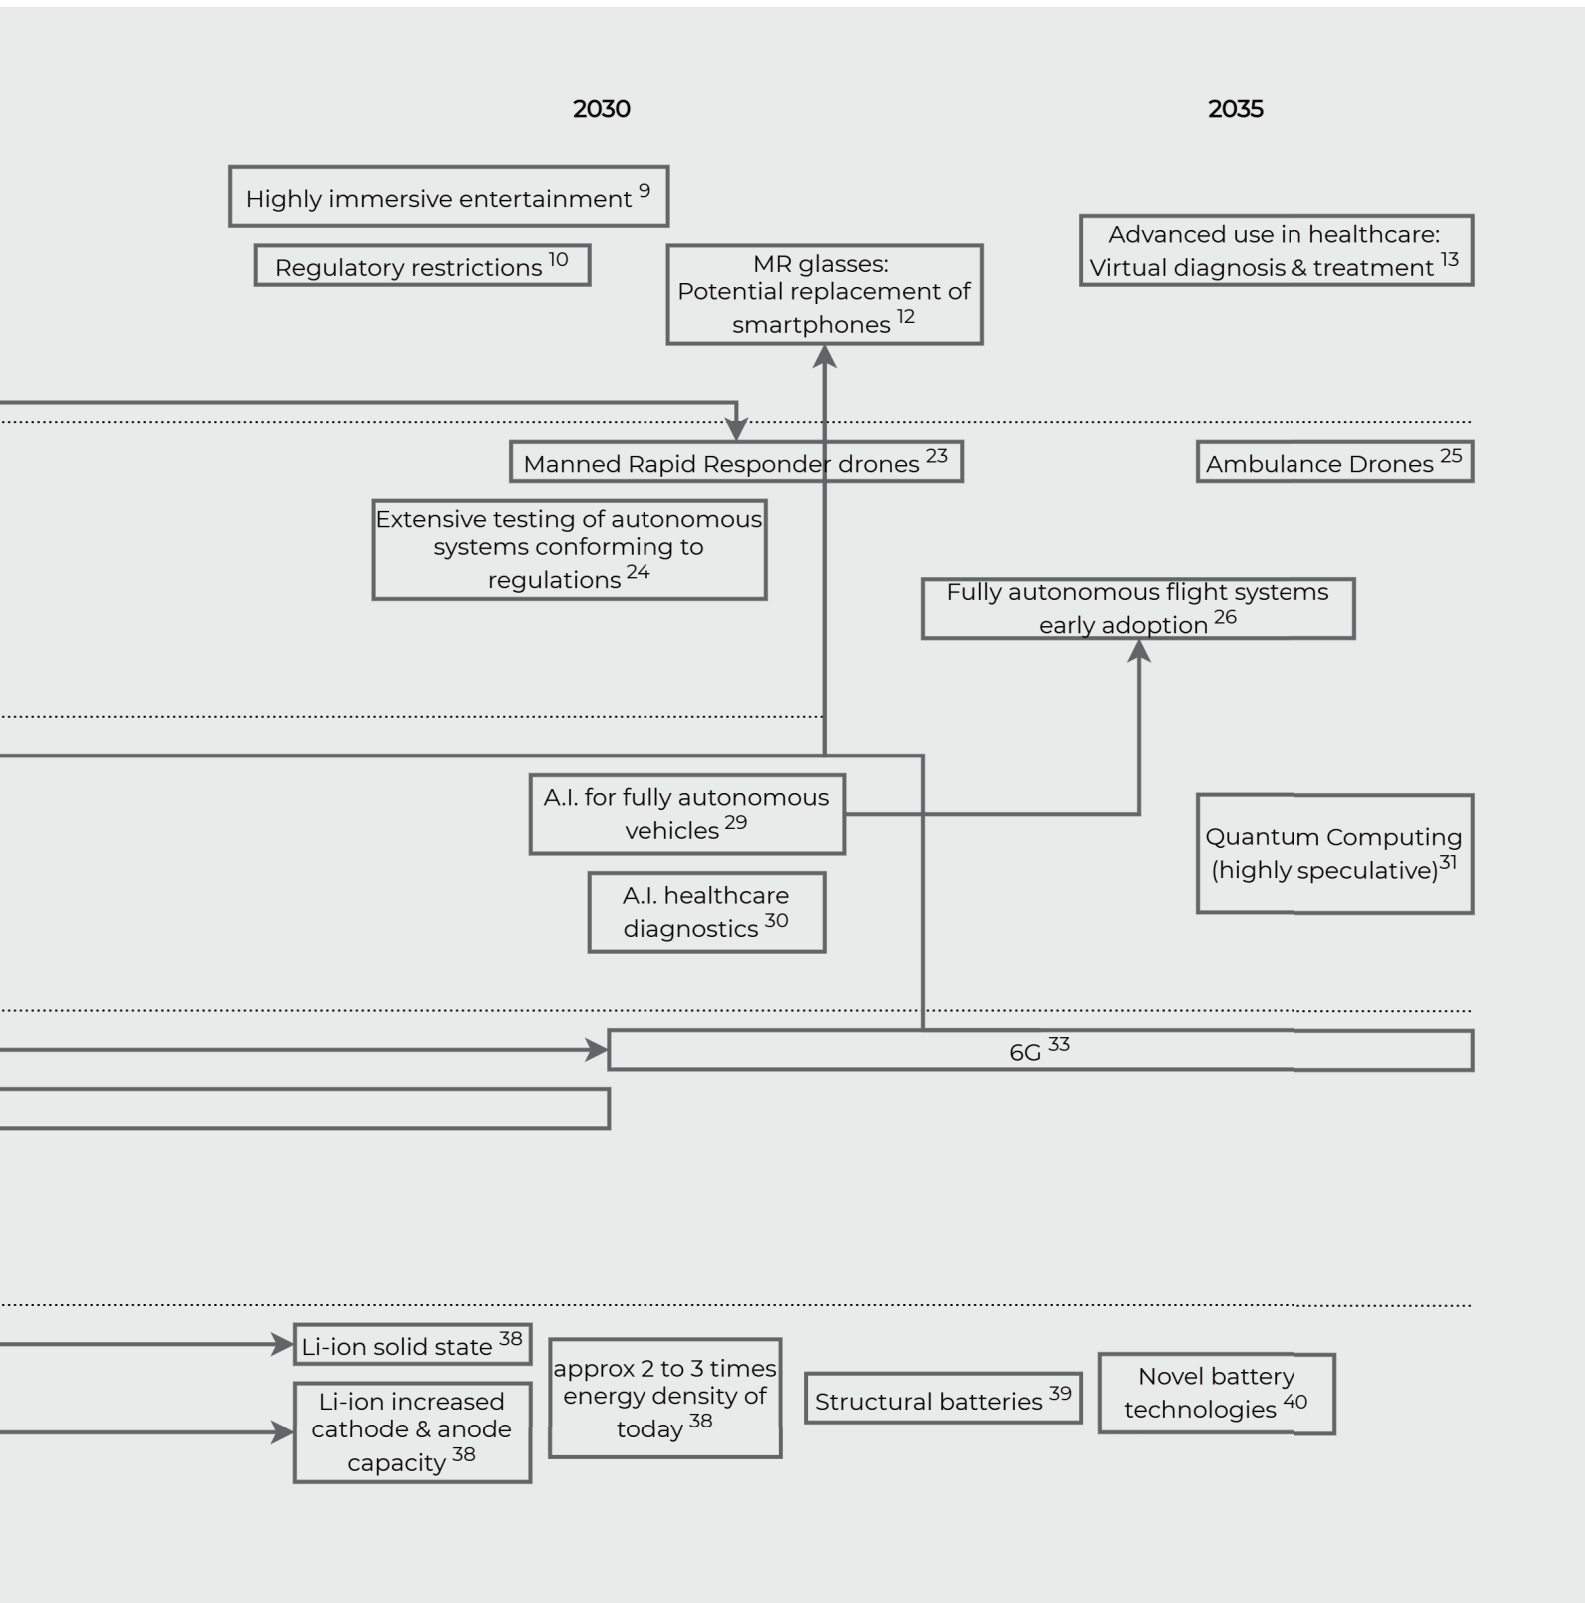 2030
2035
Highly immersive entertainment 9
Regulatory restrictions 10
MR glasses:
Potential replacement of
smartphones 12
Advanced use in healthcare:
Virtual diagnosis & treatment 13
Manned Rapid Responder drones 23
Ambulance Drones 25
Extensive testing of autonomous
systems conforming to
regulations 24
Fully autonomous flight systems
early adoption 26
A.I. for fully autonomous
vehicles 29
Quantum Computing
(highly speculative)31
A.I. healthcare
diagnostics 30
6G 33
Li-ion solid state 38
Li-ion increased
cathode & anode
capacity 38
approx 2 to 3 times
energy density of
today 38
Structural batteries 39
Novel battery
technologies 40